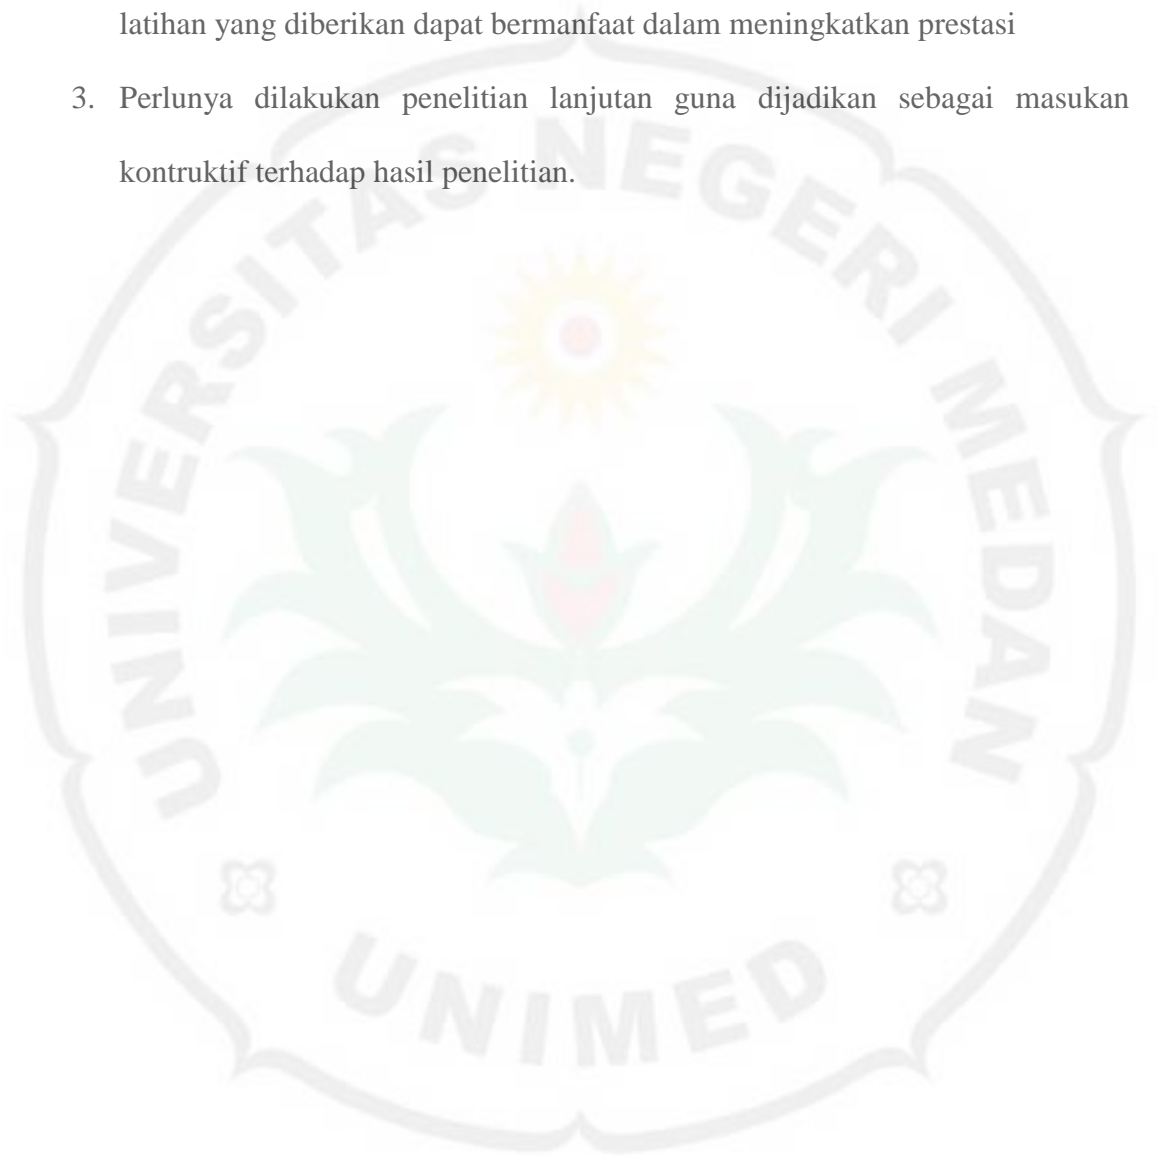 latihan yang diberikan dapat bermanfaat dalam meningkatkan prestasi
3. Perlunya dilakukan penelitian lanjutan guna dijadikan sebagai masukan
kontruktif terhadap hasil penelitian.
UNIVERSITAS NEGERI MEDAN
UNIMED